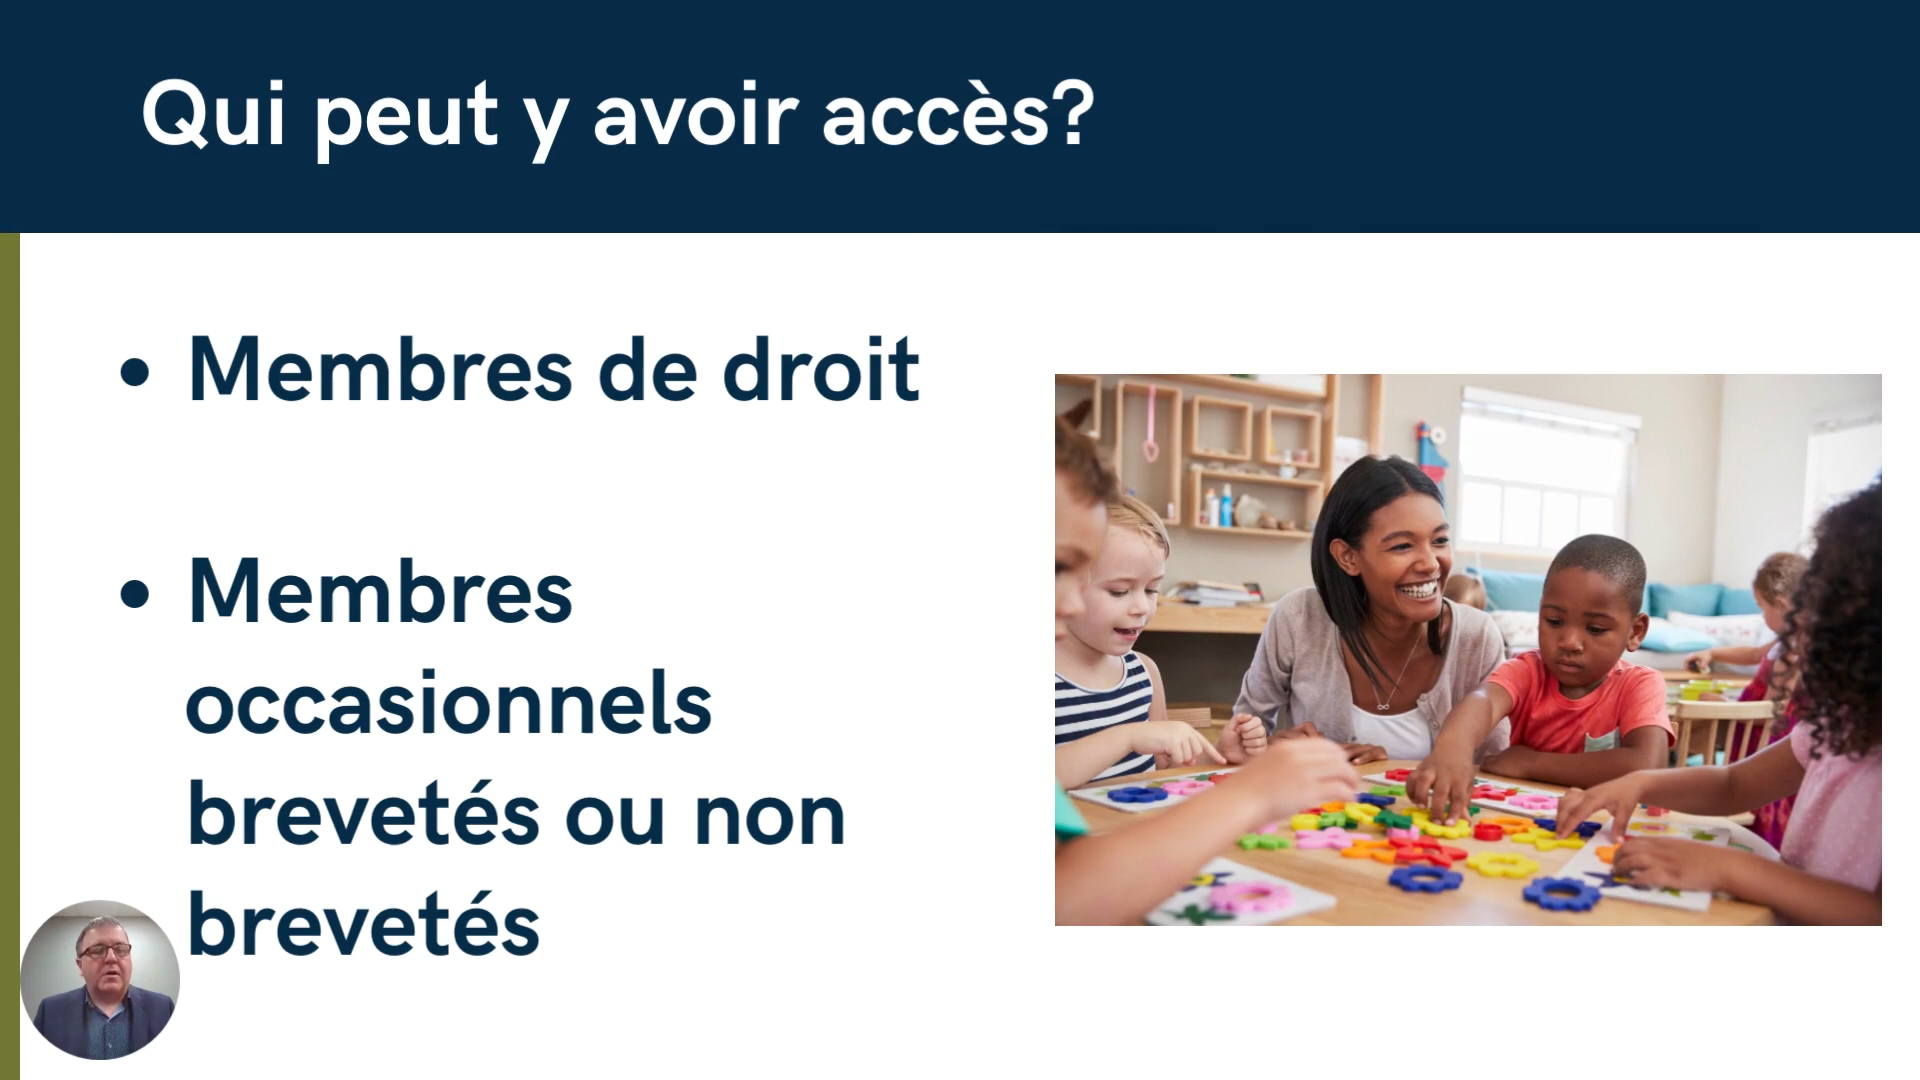 Qui peut y avoir accès?
• Membres de droit
• Membres
occasionnels
brevetés ou non
brevetés